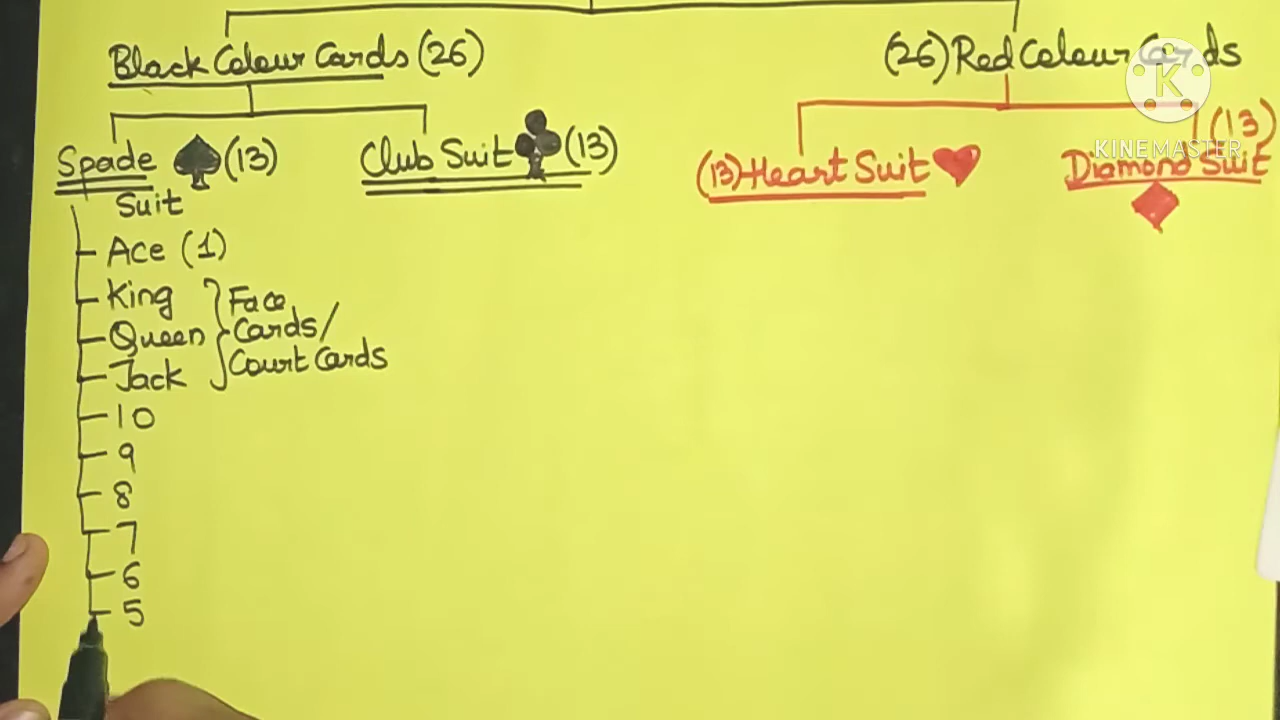 Black Colour Cards (26)
(26) Red Colour Cards
Spade (13)
Suit
Club Suit (13)
(13) Heart Suit
(13)
Diamond Suit
K
KINEMASTER
Ace (1)
King
Queen
Jack
Face
Cards/
Court Cards
10
9
8
7
6
5